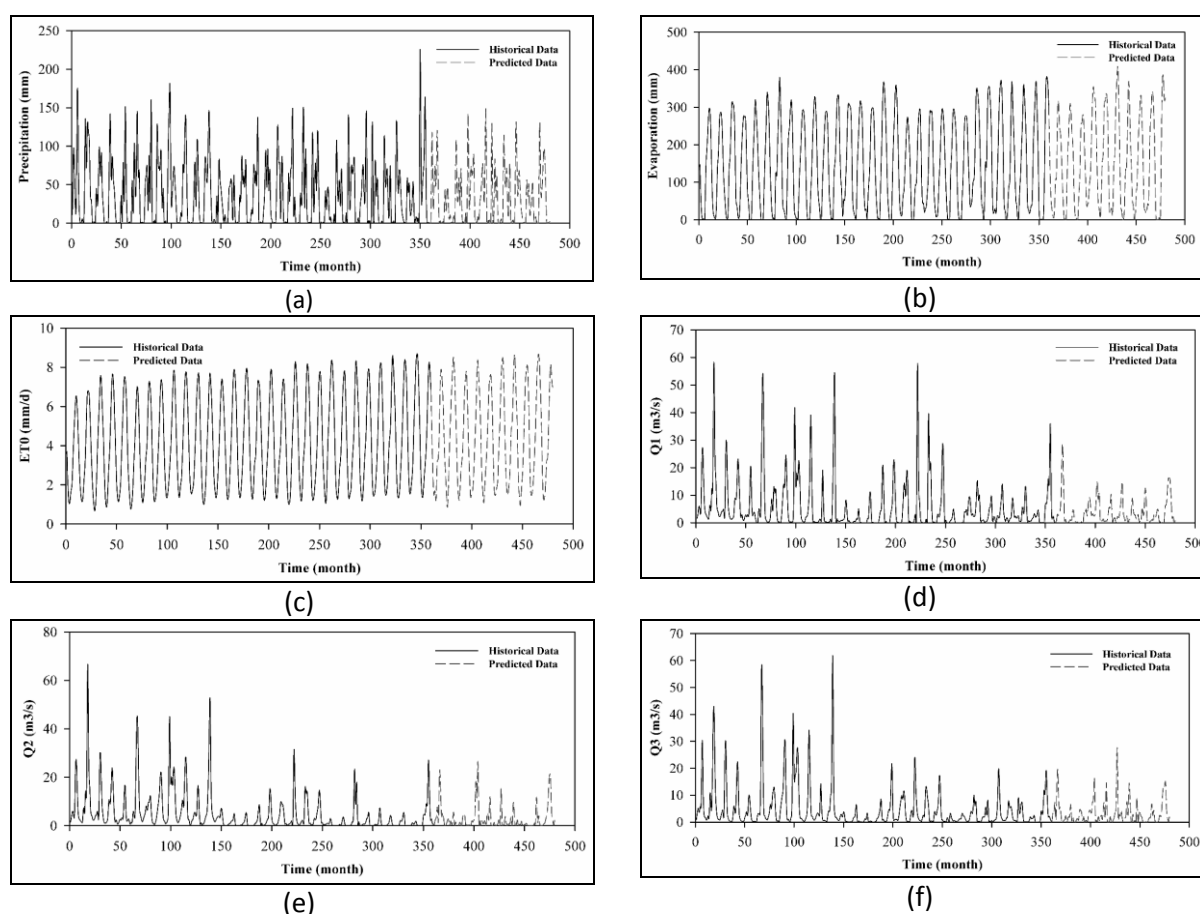 250
200
150
100
50
0
Precipitation (mm)
Historical Data
Predicted Data
0 50 100 150 200 250 300 350 400 450 500
Time (month)
(a)
500
400
300
200
100
0
Evaporation (mm)
Historical Data
Predicted Data
0 50 100 150 200 250 300 350 400 450 500
Time (month)
(b)
10
8
6
4
2
0
ET0 (mm/d)
Historical Data
Predicted Data
0 50 100 150 200 250 300 350 400 450 500
Time (month)
(c)
70
60
50
40
30
20
10
0
Q1 (m3/s)
Historical Data
Predicted Data
0 50 100 150 200 250 300 350 400 450 500
Time (month)
(d)
80
60
40
20
0
Q2 (m3/s)
Historical Data
Predicted Data
0 50 100 150 200 250 300 350 400 450 500
Time (month)
(e)
70
60
50
40
30
20
10
0
Q3 (m3/s)
Historical Data
Predicted Data
0 50 100 150 200 250 300 350 400 450 500
Time (month)
(f)